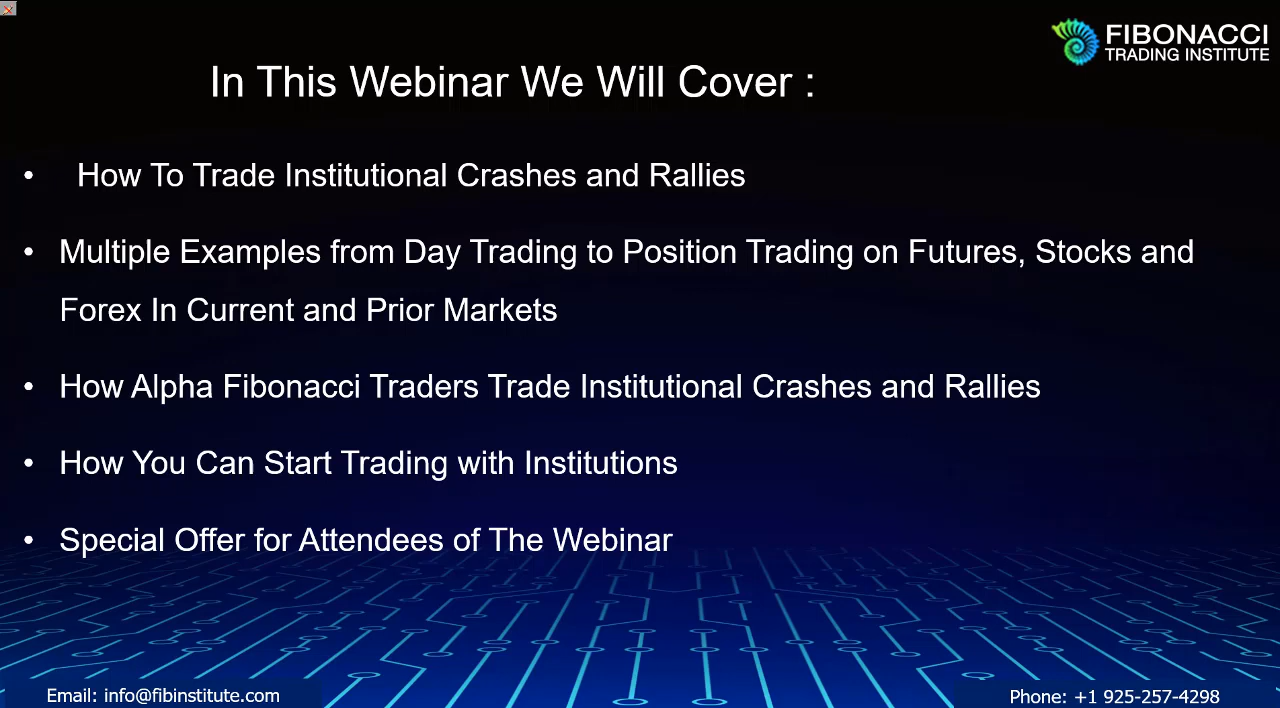 FIBONACCI
TRADING INSTITUTE
In This Webinar We Will Cover :
• How To Trade Institutional Crashes and Rallies
• Multiple Examples from Day Trading to Position Trading on Futures, Stocks and
Forex In Current and Prior Markets
• How Alpha Fibonacci Traders Trade Institutional Crashes and Rallies
• How You Can Start Trading with Institutions
• Special Offer for Attendees of The Webinar
Email: info@fibinstitute.com
Phone: +1 925-257-4298